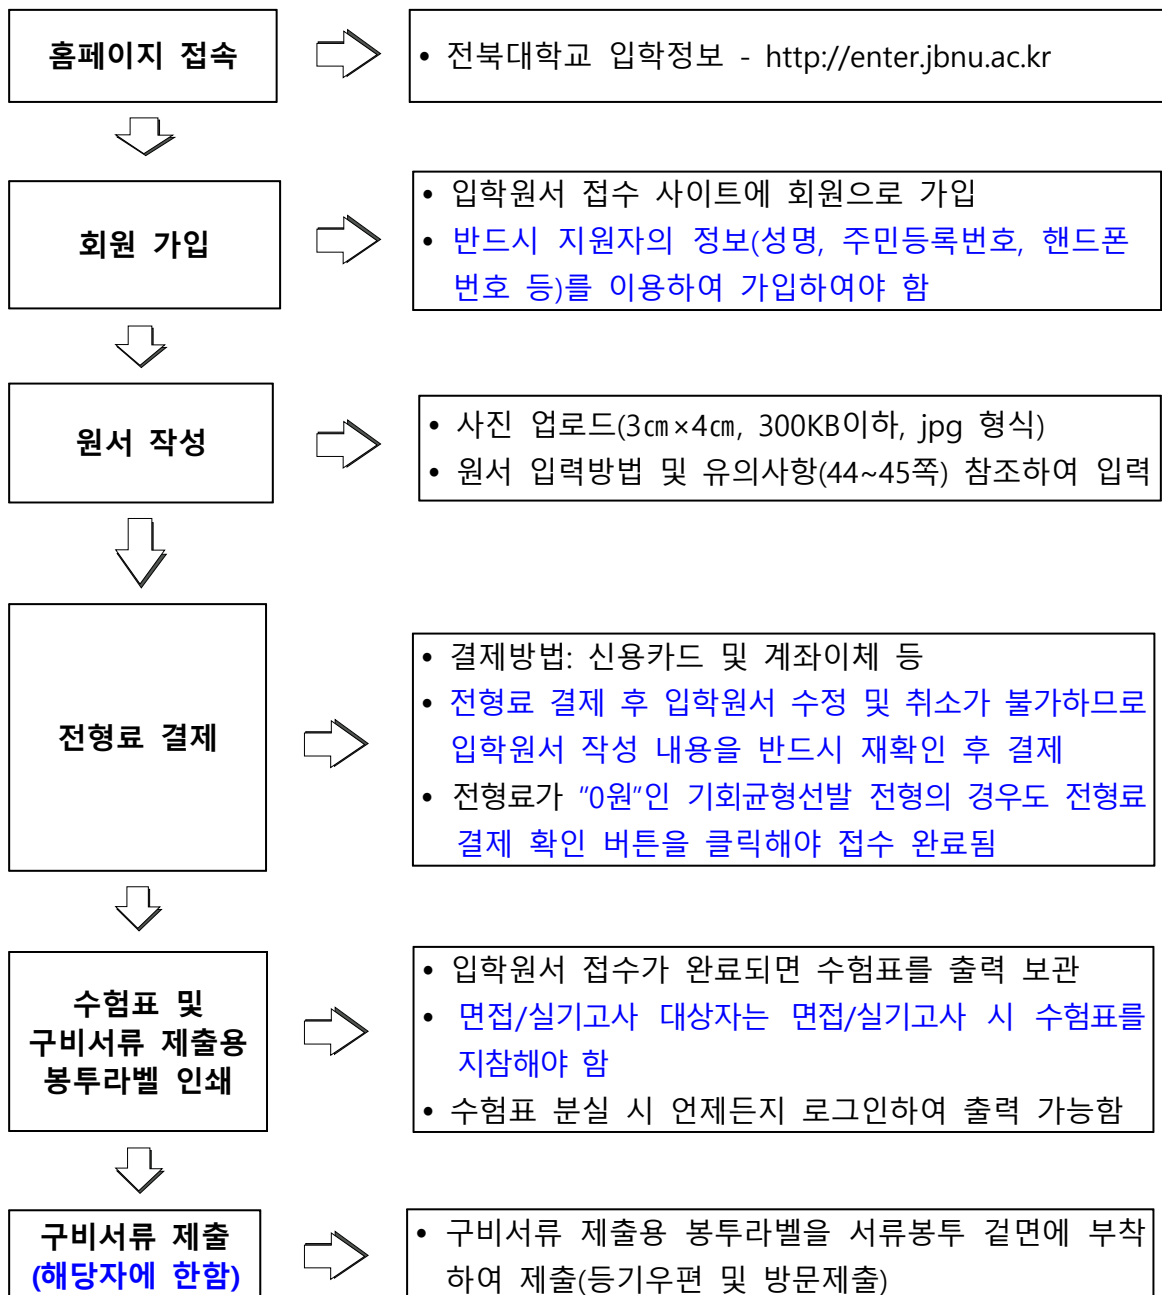 홈페이지 접속
• 전북대학교 입학정보 - http://enter.jbnu.ac.kr
회원 가입
• 입학원서 접수 사이트에 회원으로 가입
• 반드시 지원자의 정보(성명, 주민등록번호, 핸드폰
번호 등)를 이용하여 가입하여야 함
원서 작성
• 사진 업로드(3㎝×4㎝, 300KB이하, jpg 형식)
• 원서 입력방법 및 유의사항(44~45쪽) 참조하여 입력
전형료 결제
• 결제방법: 신용카드 및 계좌이체 등
• 전형료 결제 후 입학원서 수정 및 취소가 불가하므로
입학원서 작성 내용을 반드시 재확인 후 결제
• 전형료가 “0원”인 기회균형선발 전형의 경우도 전형료
결제 확인 버튼을 클릭해야 접수 완료됨
수험표 및
구비서류 제출용
봉투라벨 인쇄
• 입학원서 접수가 완료되면 수험표를 출력 보관
• 면접/실기고사 대상자는 면접/실기고사 시 수험표를
지참해야 함
• 수험표 분실 시 언제든지 로그인하여 출력 가능함
구비서류 제출
(해당자에 한함)
• 구비서류 제출용 봉투라벨을 서류봉투 겉면에 부착
하여 제출(등기우편 및 방문제출)